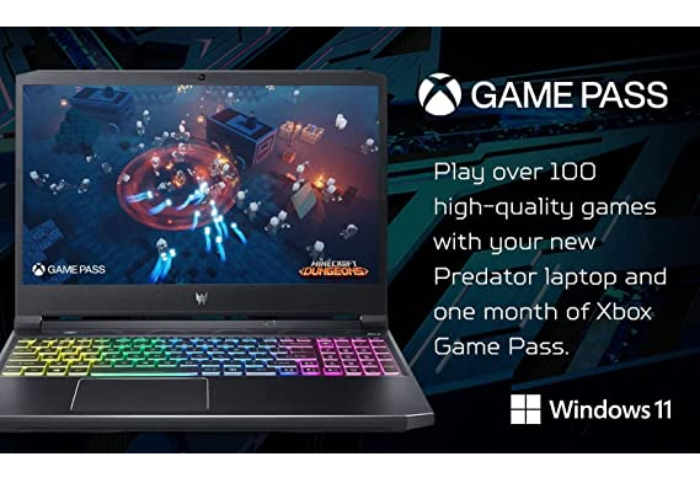 GAME PASS
Play over 100
high-quality games
with your new
Predator laptop and
one month of Xbox
Game Pass.
Windows 11
GAME PASS
MINECRAFT
DUNGEONS